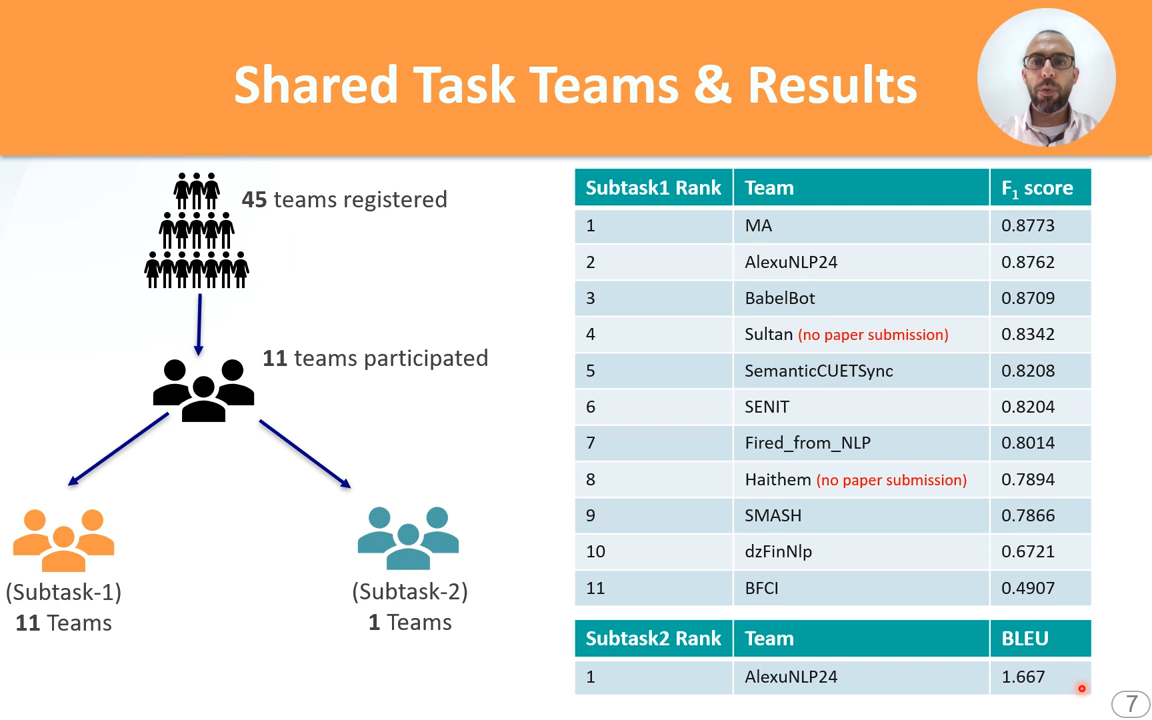 Shared Task Teams & Results
45 teams registered
11 teams participated
(Subtask-1)
11 Teams
(Subtask-2)
1 Teams
Subtask1 Rank Team F1 score
1 MA 0.8773
2 AlexuNLP24 0.8762
3 BabelBot 0.8709
4 Sultan (no paper submission) 0.8342
5 SemanticCUETSync 0.8208
6 SENIT 0.8204
7 Fired_from_NLP 0.8014
8 Haithem (no paper submission) 0.7894
9 SMASH 0.7866
10 dzFinNlp 0.6721
11 BFCI 0.4907
Subtask2 Rank Team BLEU
1 AlexuNLP24 1.667
7